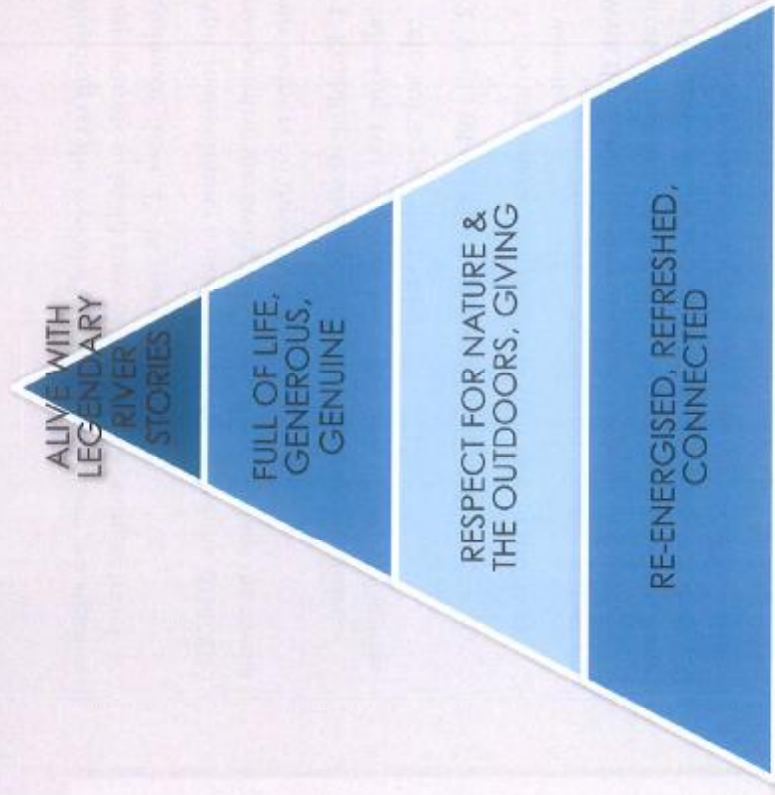 ALIVE WITH
LEGENDARY
RIVER
STORIES
FULL OF LIFE,
GENEROUS,
GENUINE
RESPECT FOR NATURE &
THE OUTDOORS, GIVING
RE-ENERGISED, REFRESHED,
CONNECTED